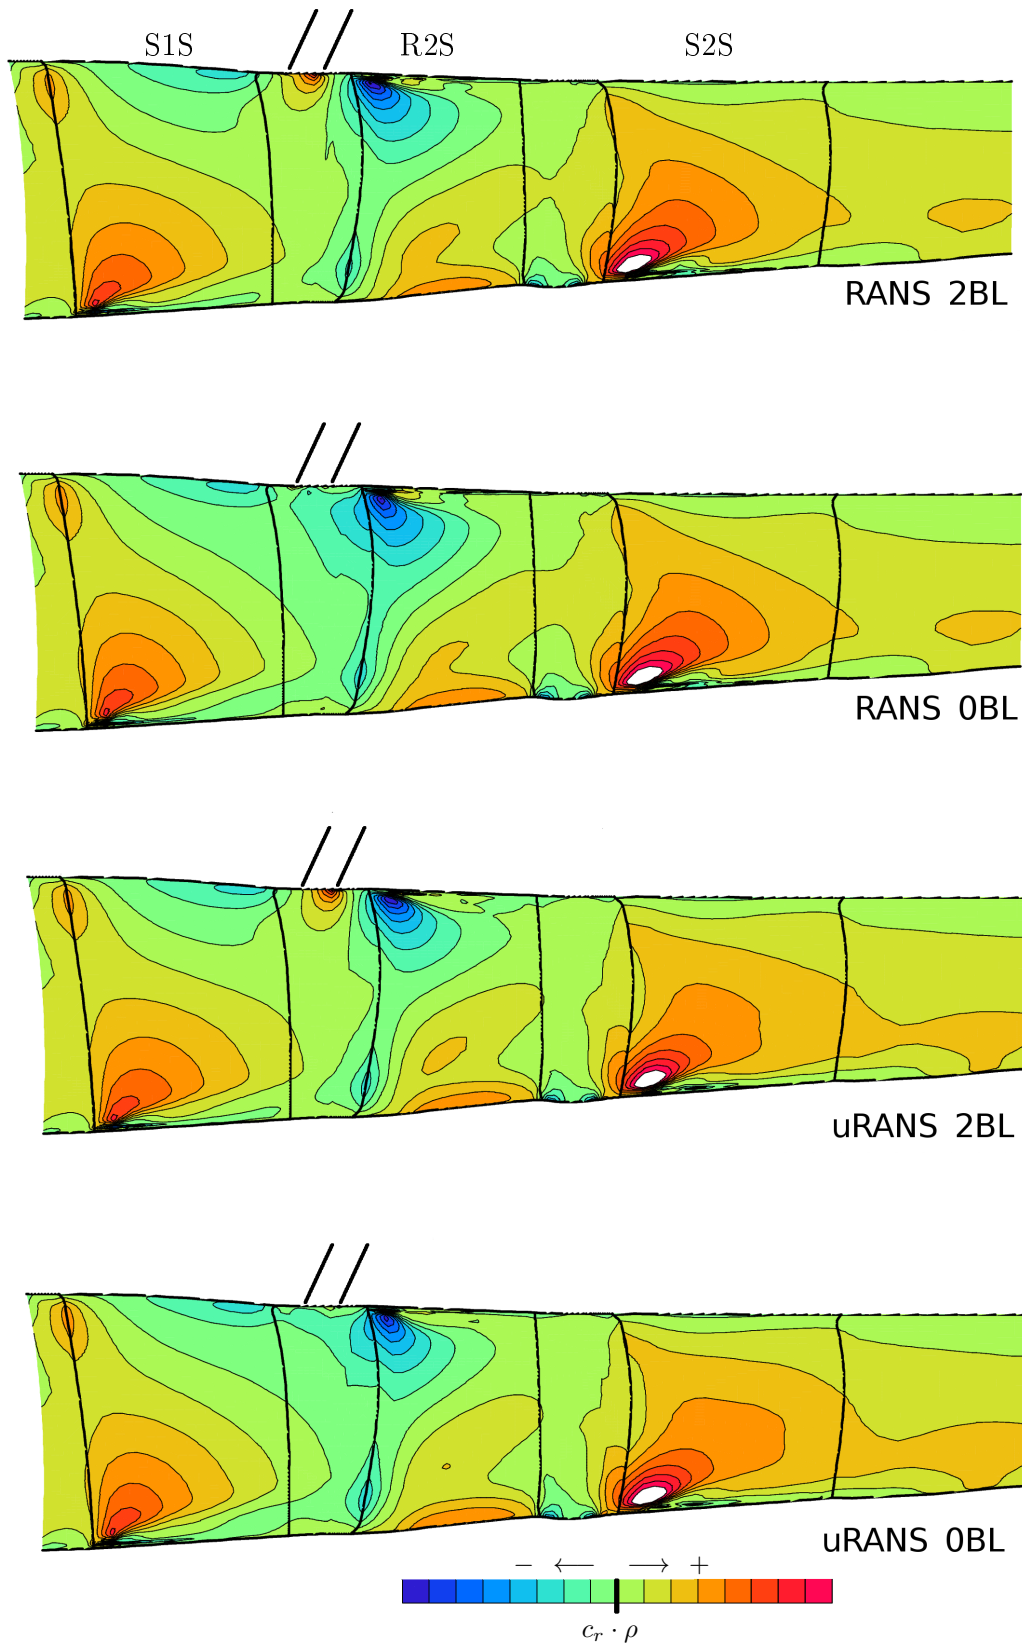 S1S R2S S2S
RANS 2BL
RANS 0BL
uRANS 2BL
uRANS 0BL
− ← → +
c_r · ρ